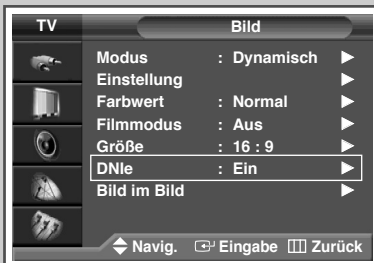 TV Bild
Modus : Dynamisch
Einstellung
Farbwert : Normal
Filmmodus : Aus
Größe : 16 : 9
DNIe : Ein
Bild im Bild
Navig. Eingabe Zurück